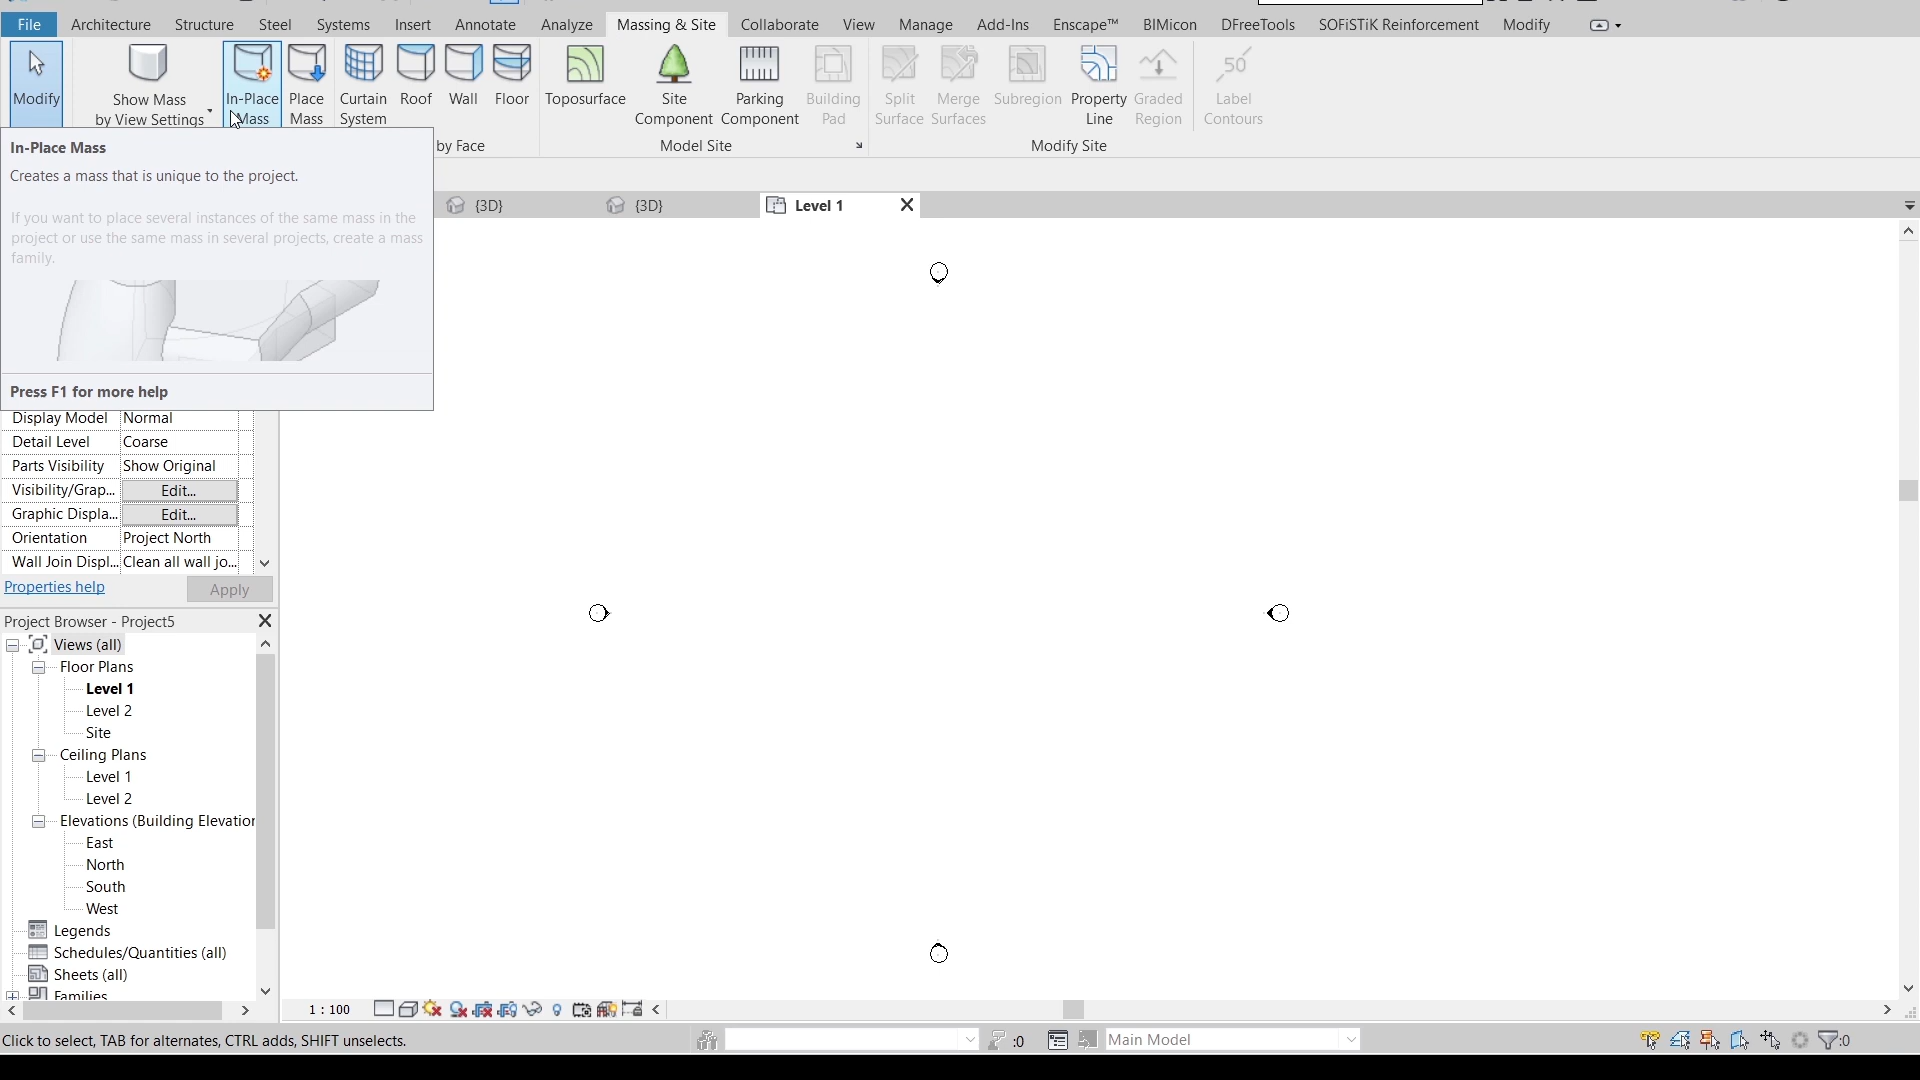 File Architecture Structure Steel Systems Insert Annotate Analyze Massing & Site Collaborate View Manage Add-Ins Enscape™ BIMicon DFreeTools SOFiSTiK Reinforcement Modify
Modify
Show Mass
by View Settings
In-Place
Mass
Place
Mass
Curtain
System
Roof
Wall
Floor
Toposurface
Site
Component
Parking
Component
Building
Pad
Split
Surface
Merge
Surfaces
Subregion
Property
Line
Graded
Region
50
Label
Contours
by Face
Model Site
Modify Site
In-Place Mass
Creates a mass that is unique to the project.
If you want to place several instances of the same mass in the
project or use the same mass in several projects, create a mass
family.
Press F1 for more help
{3D}
{3D}
Level 1
Display Model Normal
Detail Level Coarse
Parts Visibility Show Original
Visibility/Grap... Edit...
Graphic Displa... Edit...
Orientation Project North
Wall Join Displ... Clean all wall jo...
Properties help Apply
Project Browser - Project5
Views (all)
Floor Plans
Level 1
Level 2
Site
Ceiling Plans
Level 1
Level 2
Elevations (Building Elevation
East
North
South
West
Legends
Schedules/Quantities (all)
Sheets (all)
Families
1 : 100
Click to select, TAB for alternates, CTRL adds, SHIFT unselects.
:0
Main Model
:0